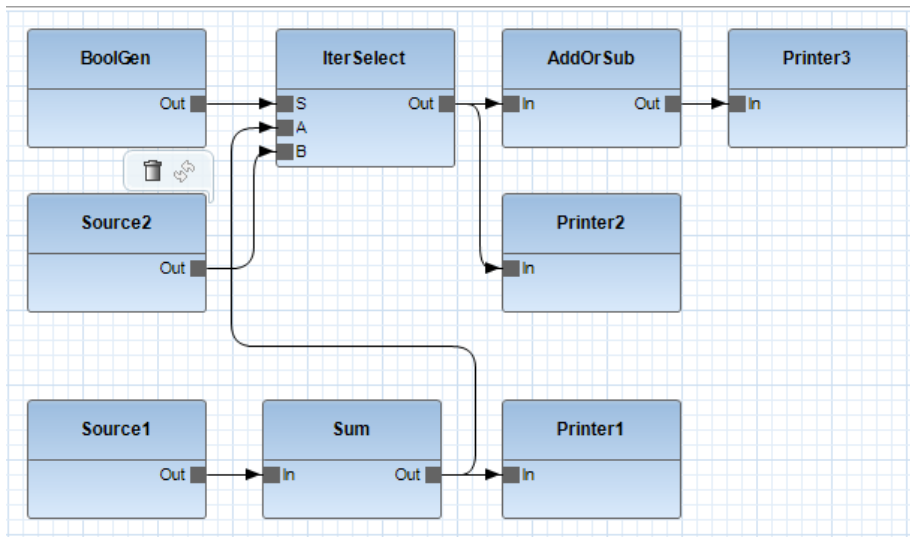 BoolGen
Out
IterSelect
S Out
A
B
AddOrSub
In Out
Printer3
In
Source2
Out
Printer2
In
Source1
Out
Sum
In Out
Printer1
In